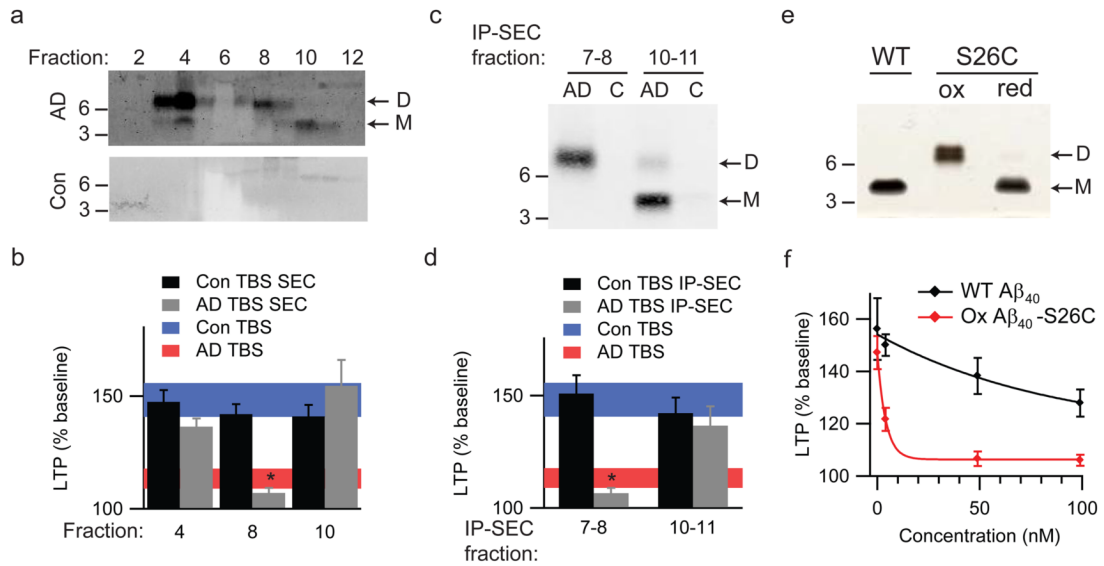 a
Fraction: 2 4 6 8 10 12
AD
6
3
D
M
Con
6
3
b
Con TBS SEC
AD TBS SEC
Con TBS
AD TBS
LTP (% baseline)
150
100
*
Fraction: 4 8 10
c
IP-SEC
fraction: 7-8 10-11
AD C AD C
6
3
D
M
d
Con TBS IP-SEC
AD TBS IP-SEC
Con TBS
AD TBS
LTP (% baseline)
150
100
*
IP-SEC 7-8 10-11
fraction:
e
WT S26C
ox red
6
3
D
M
f
WT Aβ₄₀
Ox Aβ₄₀-S26C
LTP (% baseline)
160
140
120
100
0 50 100
Concentration (nM)